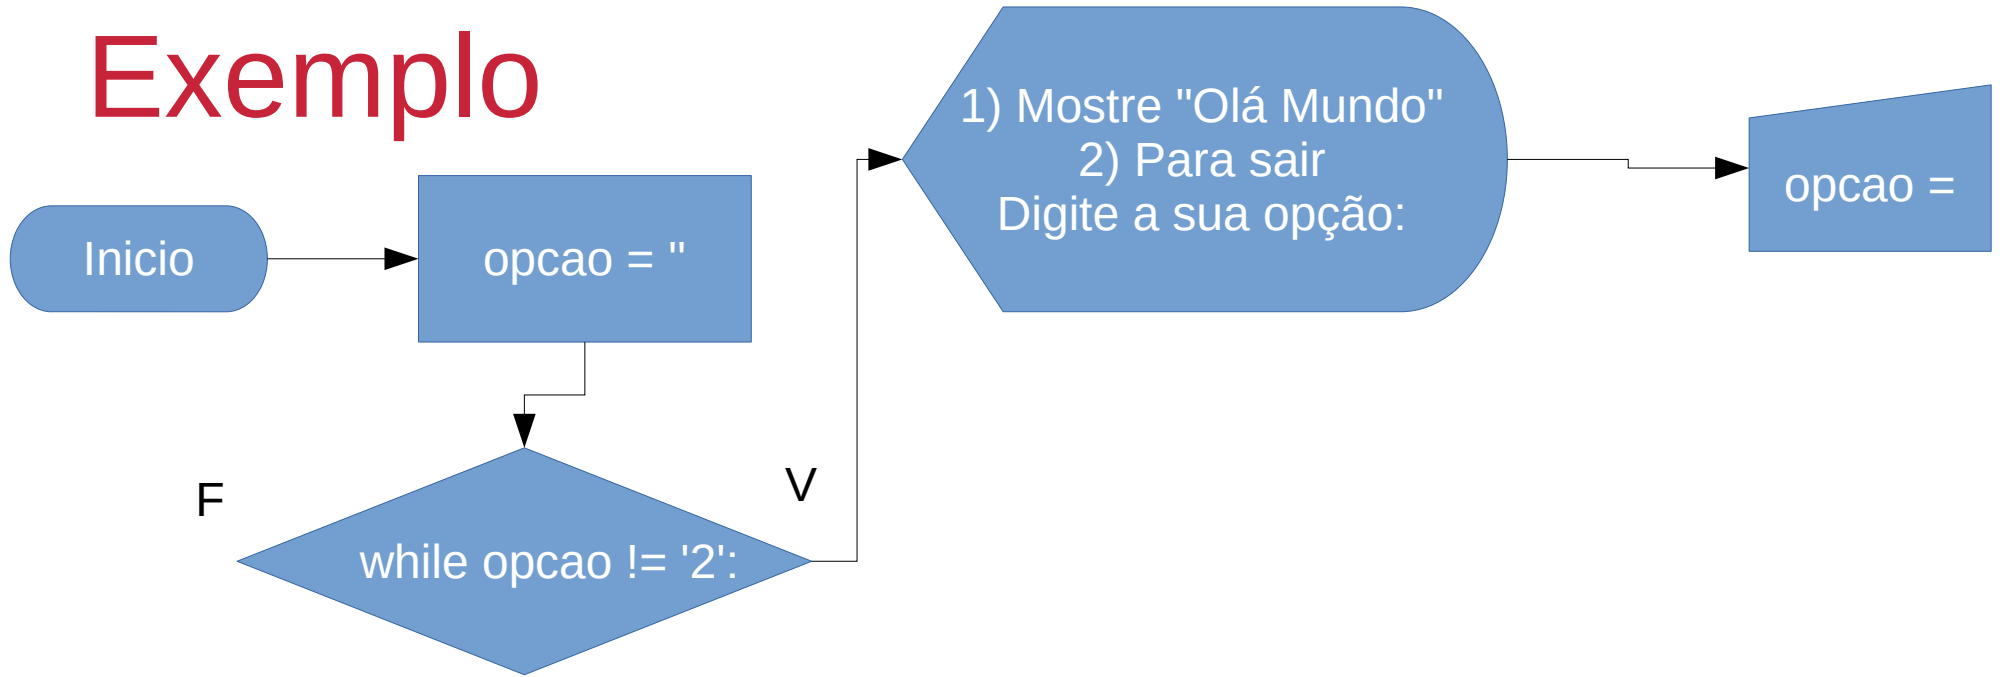 Exemplo
Inicio
opcao = ''
while opcao != '2':
F
V
1) Mostre "Olá Mundo"
2) Para sair
Digite a sua opção:
opcao =